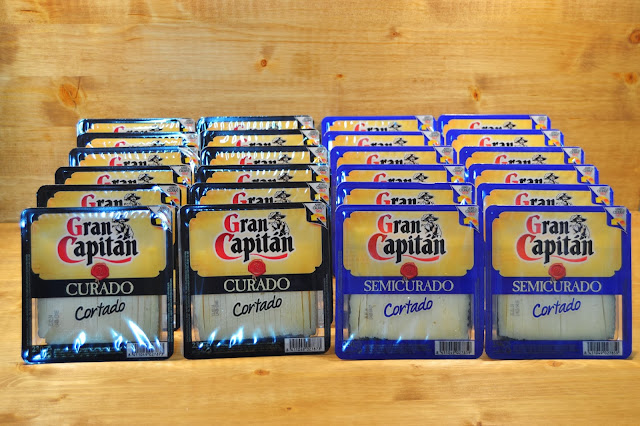 Gran
Capitán
CURADO
Cortado
Gran
Capitán
CURADO
Cortado
Gran
Capitán
SEMICURADO
Cortado
Gran
Capitán
SEMICURADO
Cortado